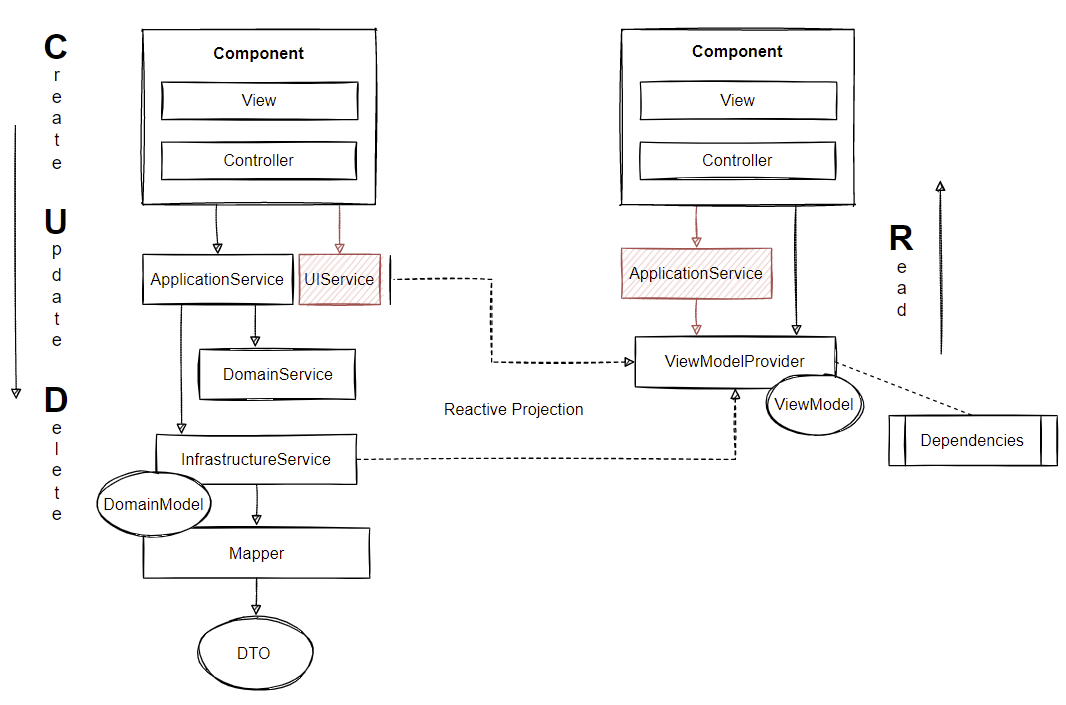 Create
Component
View
Controller
Update
ApplicationService
UIService
DomainService
Delete
InfrastructureService
DomainModel
Mapper
DTO
Reactive Projection
Component
View
Controller
ApplicationService
ViewModelProvider
ViewModel
Dependencies
Read